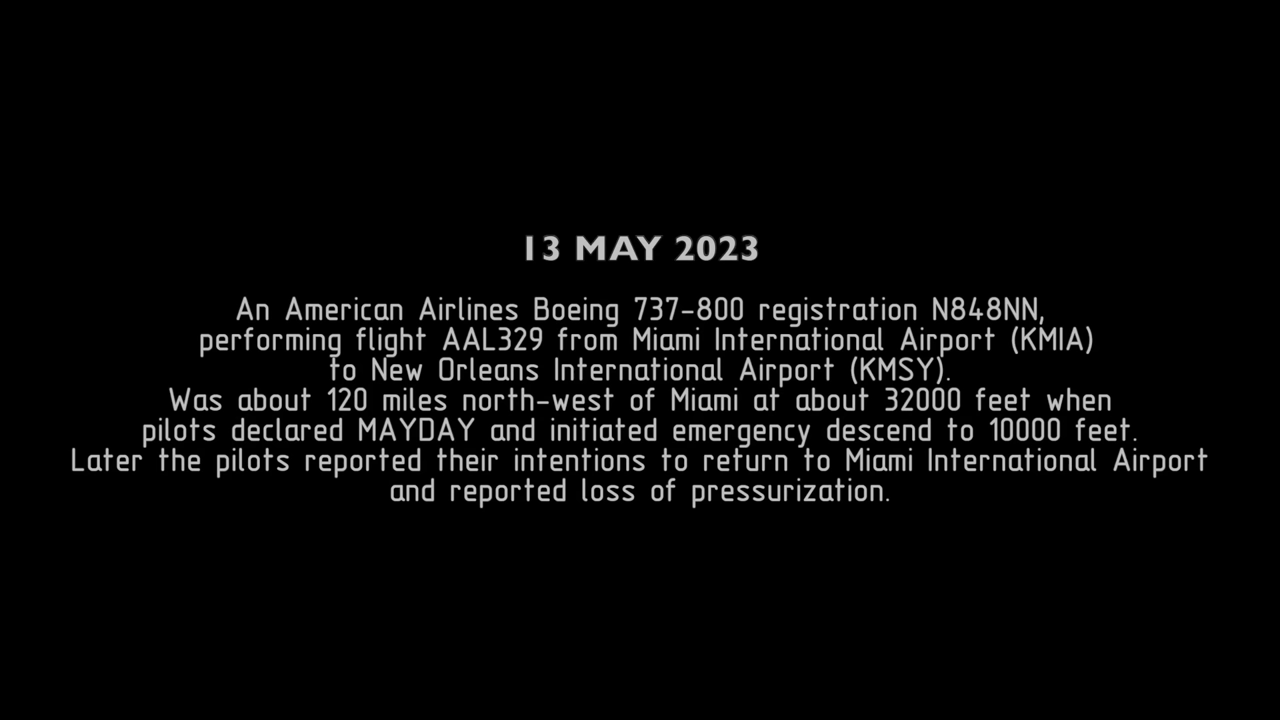 13 MAY 2023
An American Airlines Boeing 737-800 registration N848NN,
performing flight AAL329 from Miami International Airport (KMIA)
to New Orleans International Airport (KMSY).
Was about 120 miles north-west of Miami at about 32000 feet when
pilots declared MAYDAY and initiated emergency descend to 10000 feet.
Later the pilots reported their intentions to return to Miami International Airport
and reported loss of pressurization.